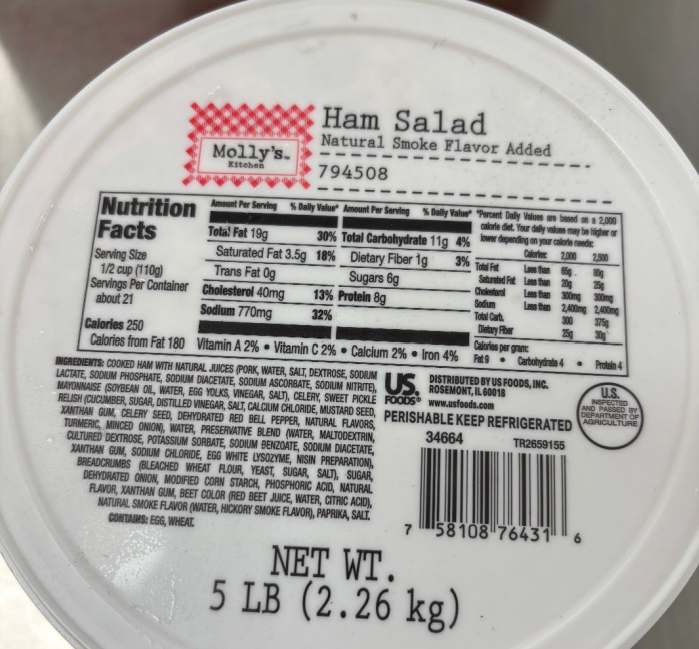 Ham Salad
Natural Smoke Flavor Added
794508
Molly's™
Kitchen
Nutrition
Facts
Serving Size
1/2 cup (110g)
Servings Per Container
about 21
Calories 250
Calories from Fat 180
Amount Per Serving % Daily Value*
Total Fat 19g 30%
Saturated Fat 3.5g 18%
Trans Fat 0g
Cholesterol 40mg 13%
Sodium 770mg 32%
Amount Per Serving % Daily Value*
Total Carbohydrate 11g 4%
Dietary Fiber 1g 3%
Sugars 6g
Protein 8g
Vitamin A 2% • Vitamin C 2% • Calcium 2% • Iron 4%
*Percent Daily Values are based on a 2,000
calorie diet. Your daily values may be higher or
lower depending on your calorie needs:
Calories: 2,000 2,500
Total Fat Less than 65g 80g
Saturated Fat Less than 20g 25g
Cholesterol Less than 300mg 300mg
Sodium Less than 2,400mg 2,400mg
Total Carb. 300 375g
Dietary Fiber 25g 30g
Calories per gram:
Fat 9 • Carbohydrate 4 • Protein 4
INGREDIENTS: COOKED HAM WITH NATURAL JUICES (PORK, WATER, SALT, DEXTROSE, SODIUM
LACTATE, SODIUM PHOSPHATE, SODIUM DIACETATE, SODIUM ASCORBATE, SODIUM NITRITE),
MAYONNAISE (SOYBEAN OIL, WATER, EGG YOLKS, VINEGAR, SALT), CELERY, SWEET PICKLE
RELISH (CUCUMBER, SUGAR, DISTILLED VINEGAR, SALT, CALCIUM CHLORIDE, MUSTARD SEED,
XANTHAN GUM, CELERY SEED, DEHYDRATED RED BELL PEPPER, NATURAL FLAVORS,
TURMERIC, MINCED ONION), WATER, PRESERVATIVE BLEND (WATER, MALTODEXTRIN,
CULTURED DEXTROSE, POTASSIUM SORBATE, SODIUM BENZOATE, SODIUM DIACETATE,
XANTHAN GUM, SODIUM CHLORIDE, EGG WHITE LYSOZYME, NISIN PREPARATION),
BREADCRUMBS (BLEACHED WHEAT FLOUR, YEAST, SUGAR, SALT), SUGAR,
DEHYDRATED ONION, MODIFIED CORN STARCH, PHOSPHORIC ACID, NATURAL
FLAVOR, XANTHAN GUM, BEET COLOR (RED BEET JUICE, WATER, CITRIC ACID),
NATURAL SMOKE FLAVOR (WATER, HICKORY SMOKE FLAVOR), PAPRIKA, SALT.
CONTAINS: EGG, WHEAT.
US.
FOODS®
DISTRIBUTED BY US FOODS, INC.
ROSEMONT, IL 60018
www.usfoods.com
PERISHABLE KEEP REFRIGERATED
34664 TR2659155
U.S.
INSPECTED
AND PASSED BY
DEPARTMENT OF
AGRICULTURE
7 58108 76431 6
NET WT.
5 LB (2.26 kg)